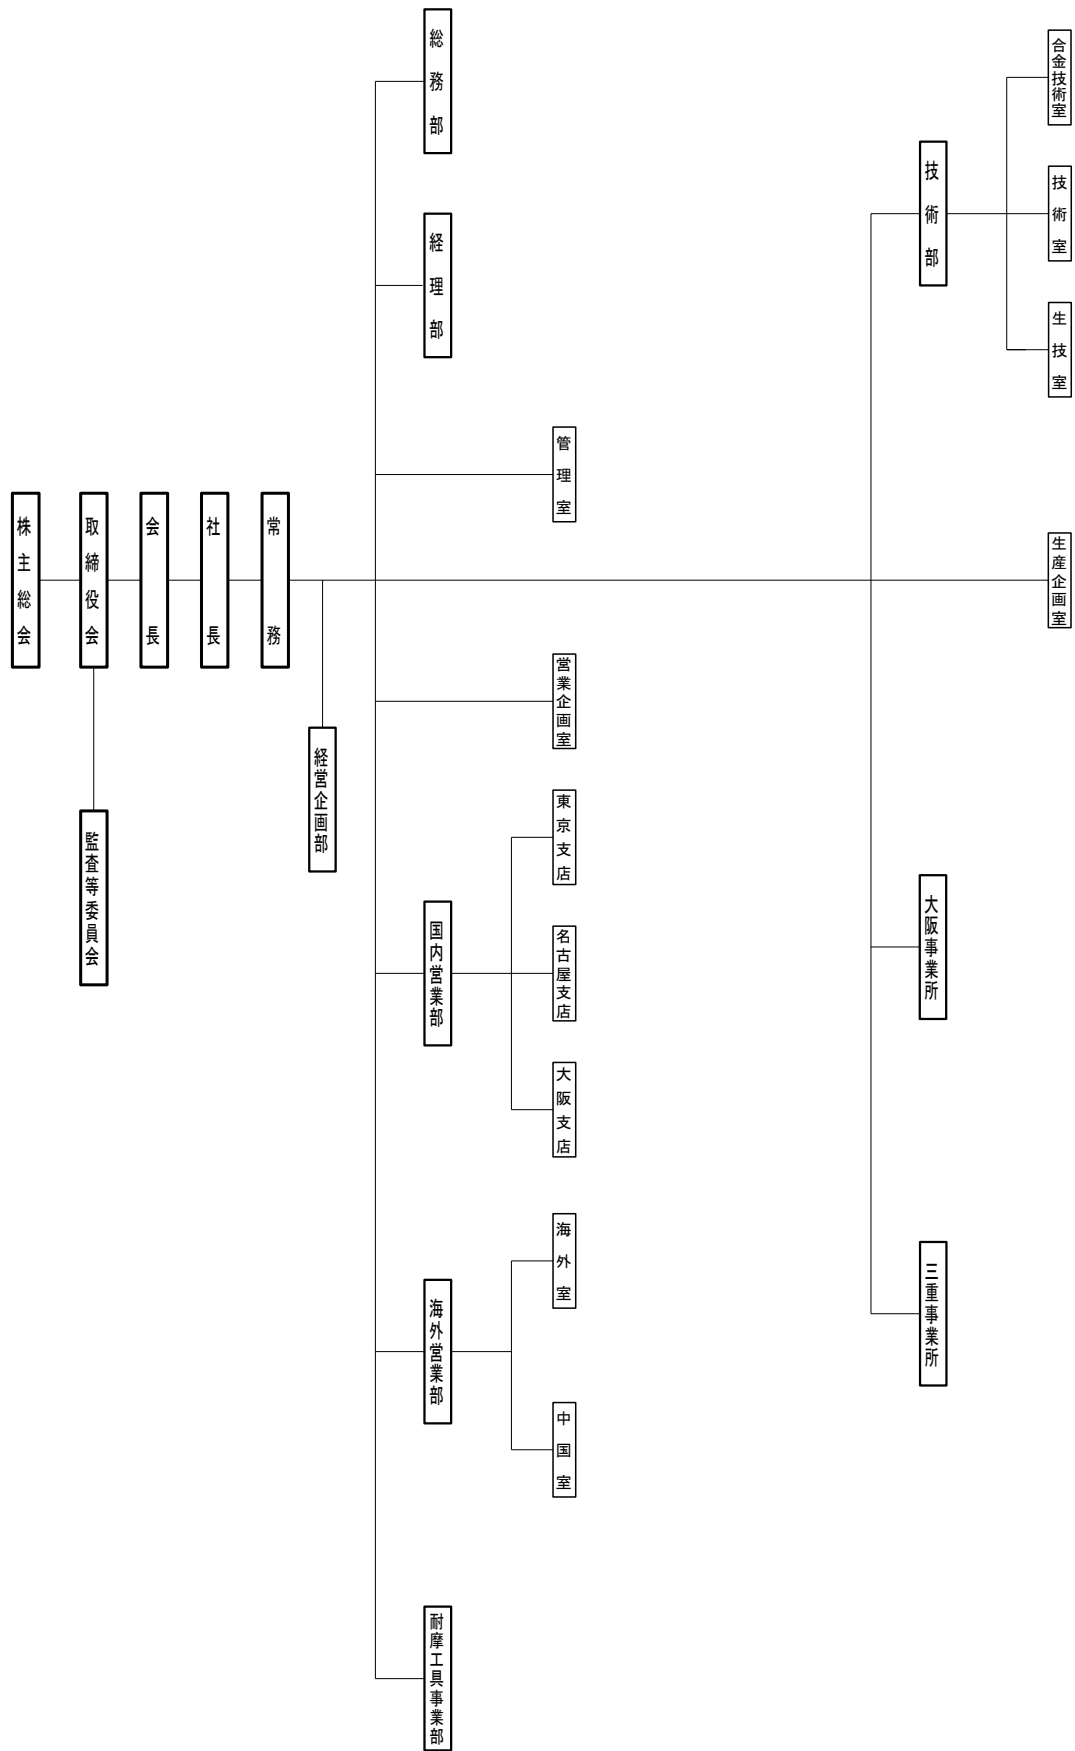 株主総会
取締役会
監査等委員会
会長
社長
常務
経営企画部
総務部
経理部
管理室
営業企画室
国内営業部
東京支店
名古屋支店
大阪支店
海外営業部
海外室
中国室
耐摩工具事業部
技術部
合金技術室
技術室
生技室
生産企画室
大阪事業所
三重事業所